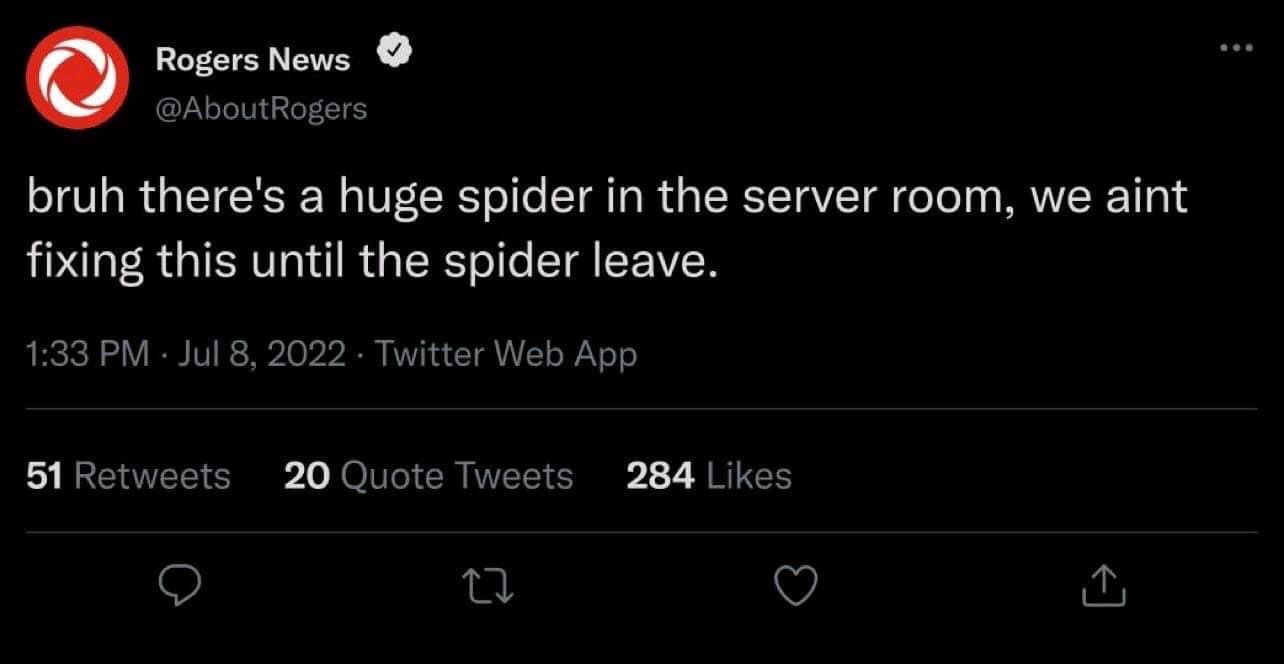 Rogers News
@AboutRogers
bruh there's a huge spider in the server room, we aint
fixing this until the spider leave.
1:33 PM · Jul 8, 2022 · Twitter Web App
51 Retweets 20 Quote Tweets 284 Likes